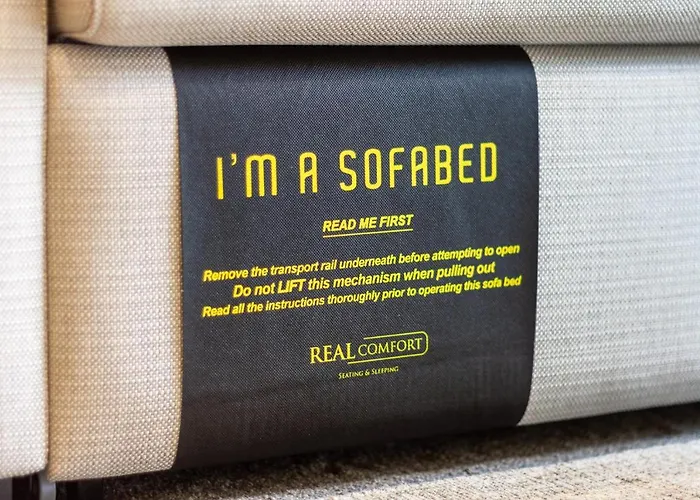 I'M A SOFABED
READ ME FIRST
Remove the transport rail underneath before attempting to open
Do not LIFT this mechanism when pulling out
Read all the instructions thoroughly prior to operating this sofa bed
REAL COMFORT
SEATING & SLEEPING